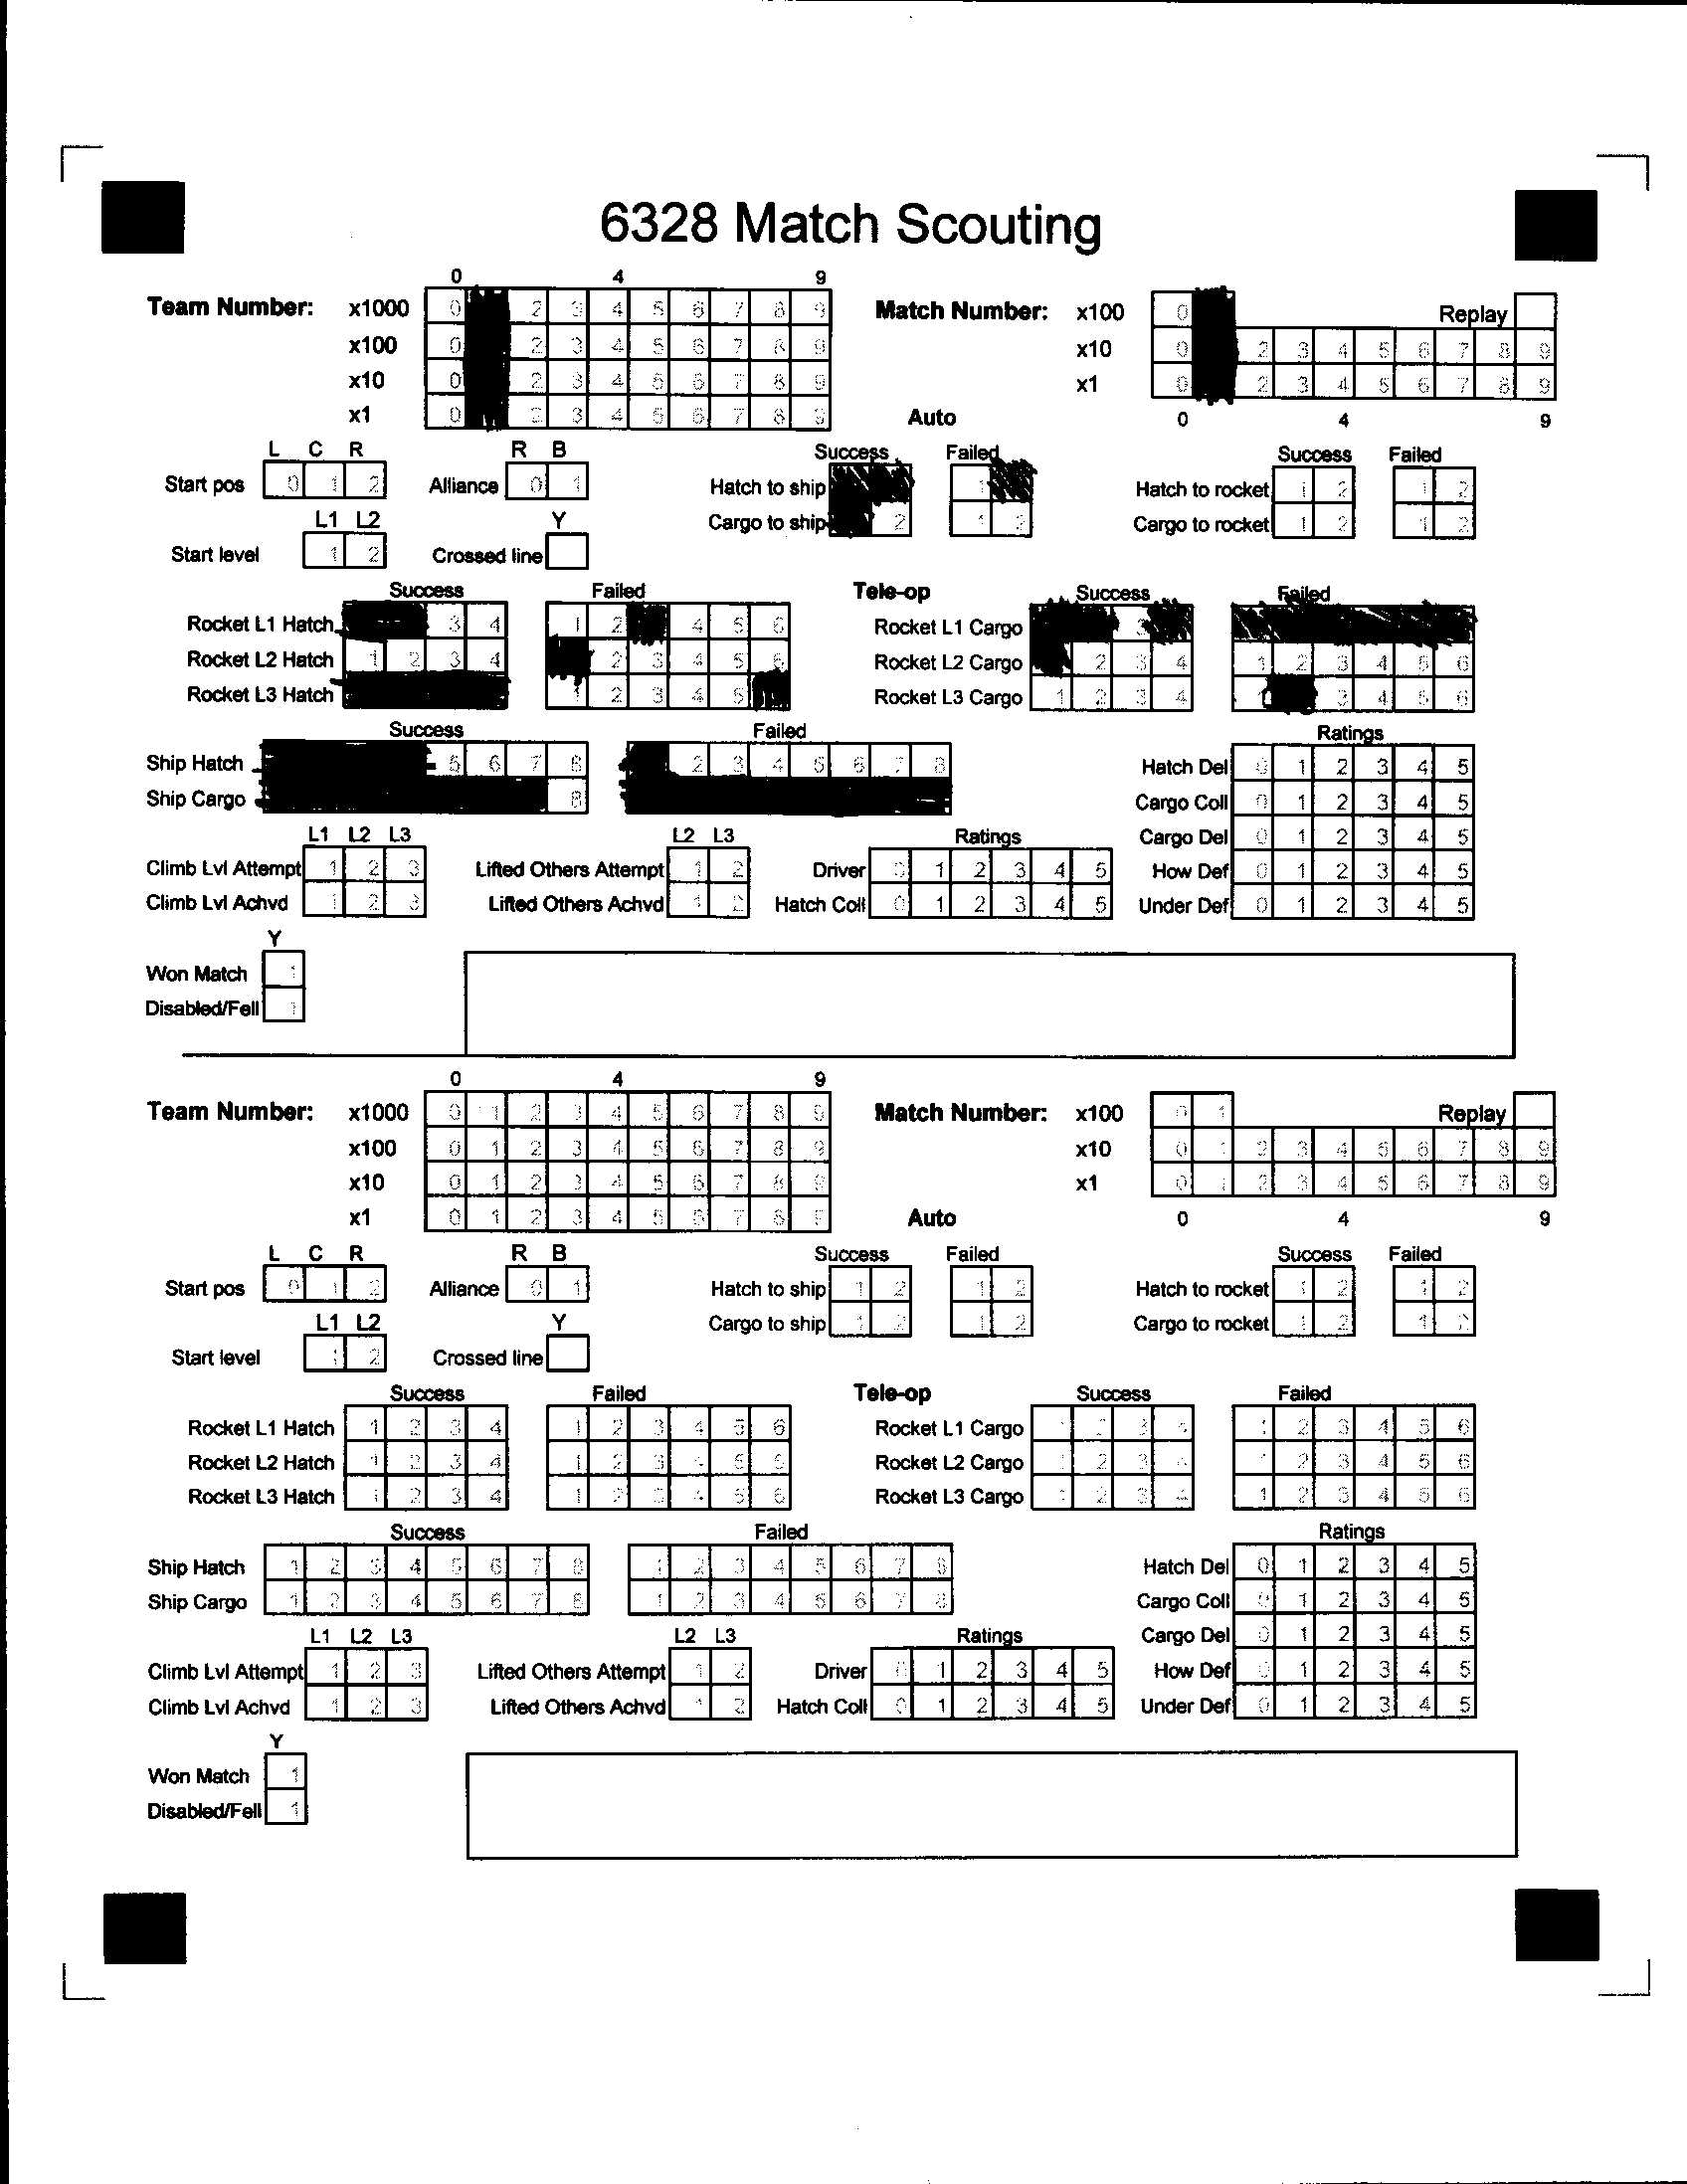 6328 Match Scouting
0 4 9
Team Number: x1000 0 2 3 4 5 6 7 8 9 Match Number: x100 0 Replay
x100 0 2 3 4 5 6 7 8 9 x10 0 2 3 4 5 6 7 8 9
x10 0 2 3 4 5 6 7 8 9 x1 0 2 3 4 5 6 7 8 9
x1 0 2 3 4 5 6 7 8 9 Auto 0 4 9
L C R R B Success Failed Success Failed
Start pos 0 1 2 Alliance 0 1 Hatch to ship 1 Hatch to rocket 1 2 1 2
L1 L2 Y Cargo to ship 2 1 2 Cargo to rocket 1 2 1 2
Start level 1 2 Crossed line
Success Failed Tele-op Success Failed
Rocket L1 Hatch 3 4 1 2 4 5 6 Rocket L1 Cargo 3
Rocket L2 Hatch 1 2 3 4 2 3 4 5 6 Rocket L2 Cargo 2 3 4 1 2 3 4 5 6
Rocket L3 Hatch 1 2 3 4 5 Rocket L3 Cargo 1 2 3 4 1 3 4 5 6
Success Failed Ratings
Ship Hatch 5 6 7 8 2 3 4 5 6 7 8 Hatch Del 0 1 2 3 4 5
Ship Cargo 8 Cargo Coll 0 1 2 3 4 5
L1 L2 L3 L2 L3 Ratings Cargo Del 0 1 2 3 4 5
Climb Lvl Attempt 1 2 3 Lifted Others Attempt 1 2 Driver 0 1 2 3 4 5 How Def 0 1 2 3 4 5
Climb Lvl Achvd 1 2 3 Lifted Others Achvd 1 2 Hatch Coll 0 1 2 3 4 5 Under Def 0 1 2 3 4 5
Y
Won Match 1
Disabled/Fell 1
0 4 9
Team Number: x1000 0 1 2 3 4 5 6 7 8 9 Match Number: x100 0 1 Replay
x100 0 1 2 3 4 5 6 7 8 9 x10 0 1 2 3 4 5 6 7 8 9
x10 0 1 2 3 4 5 6 7 8 9 x1 0 1 2 3 4 5 6 7 8 9
x1 0 1 2 3 4 5 6 7 8 9 Auto 0 4 9
L C R R B Success Failed Success Failed
Start pos 0 1 2 Alliance 0 1 Hatch to ship 1 2 1 2 Hatch to rocket 1 2 1 2
L1 L2 Y Cargo to ship 1 2 1 2 Cargo to rocket 1 2 1 2
Start level 1 2 Crossed line
Success Failed Tele-op Success Failed
Rocket L1 Hatch 1 2 3 4 1 2 3 4 5 6 Rocket L1 Cargo 1 2 3 4 1 2 3 4 5 6
Rocket L2 Hatch 1 2 3 4 1 2 3 4 5 6 Rocket L2 Cargo 1 2 3 4 1 2 3 4 5 6
Rocket L3 Hatch 1 2 3 4 1 2 3 4 5 6 Rocket L3 Cargo 1 2 3 4 1 2 3 4 5 6
Success Failed Ratings
Ship Hatch 1 2 3 4 5 6 7 8 1 2 3 4 5 6 7 8 Hatch Del 0 1 2 3 4 5
Ship Cargo 1 2 3 4 5 6 7 8 1 2 3 4 5 6 7 8 Cargo Coll 0 1 2 3 4 5
L1 L2 L3 L2 L3 Ratings Cargo Del 0 1 2 3 4 5
Climb Lvl Attempt 1 2 3 Lifted Others Attempt 1 2 Driver 0 1 2 3 4 5 How Def 0 1 2 3 4 5
Climb Lvl Achvd 1 2 3 Lifted Others Achvd 1 2 Hatch Coll 0 1 2 3 4 5 Under Def 0 1 2 3 4 5
Y
Won Match 1
Disabled/Fell 1